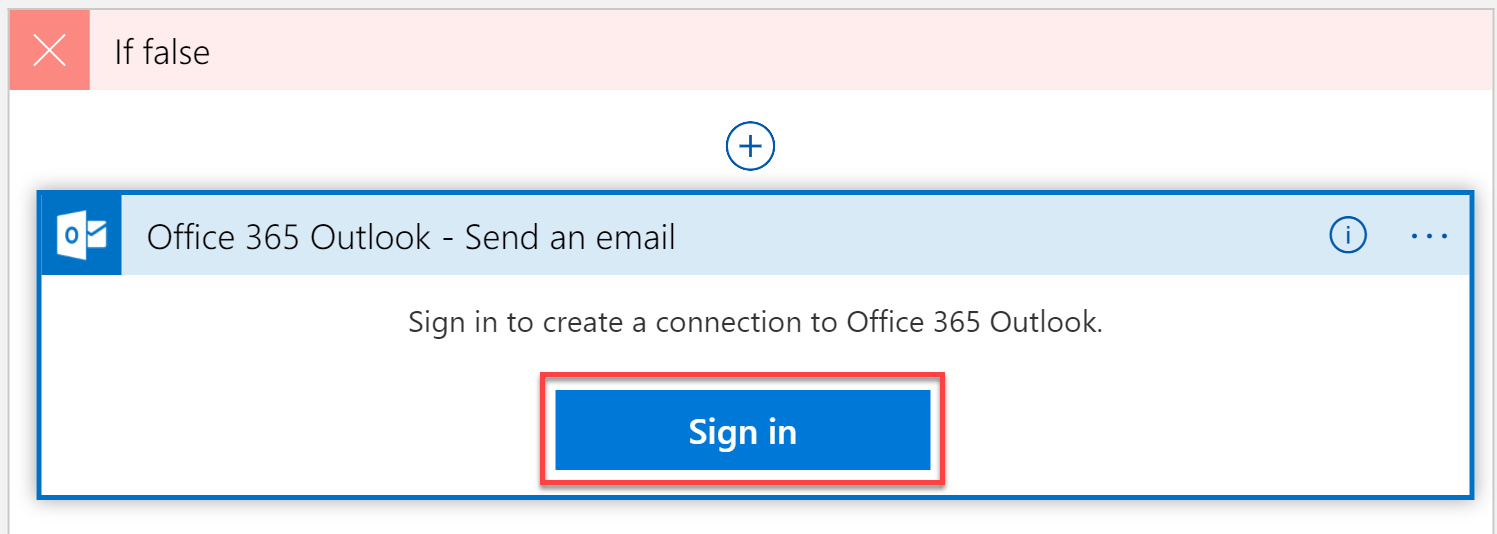 If false
Office 365 Outlook - Send an email
Sign in to create a connection to Office 365 Outlook.
Sign in